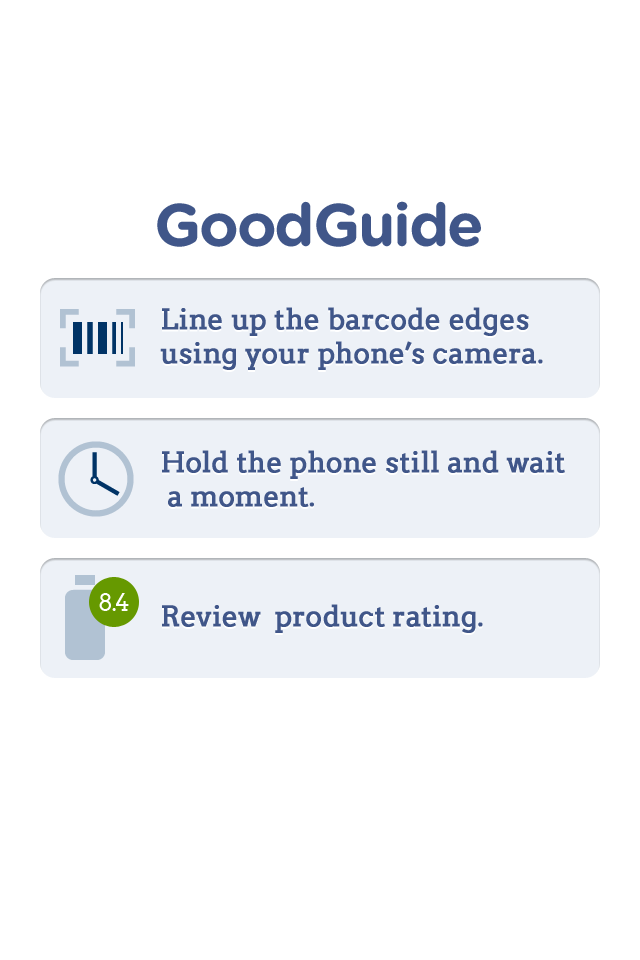 GoodGuide
Line up the barcode edges
using your phone’s camera.
Hold the phone still and wait
a moment.
8.4
Review  product rating.